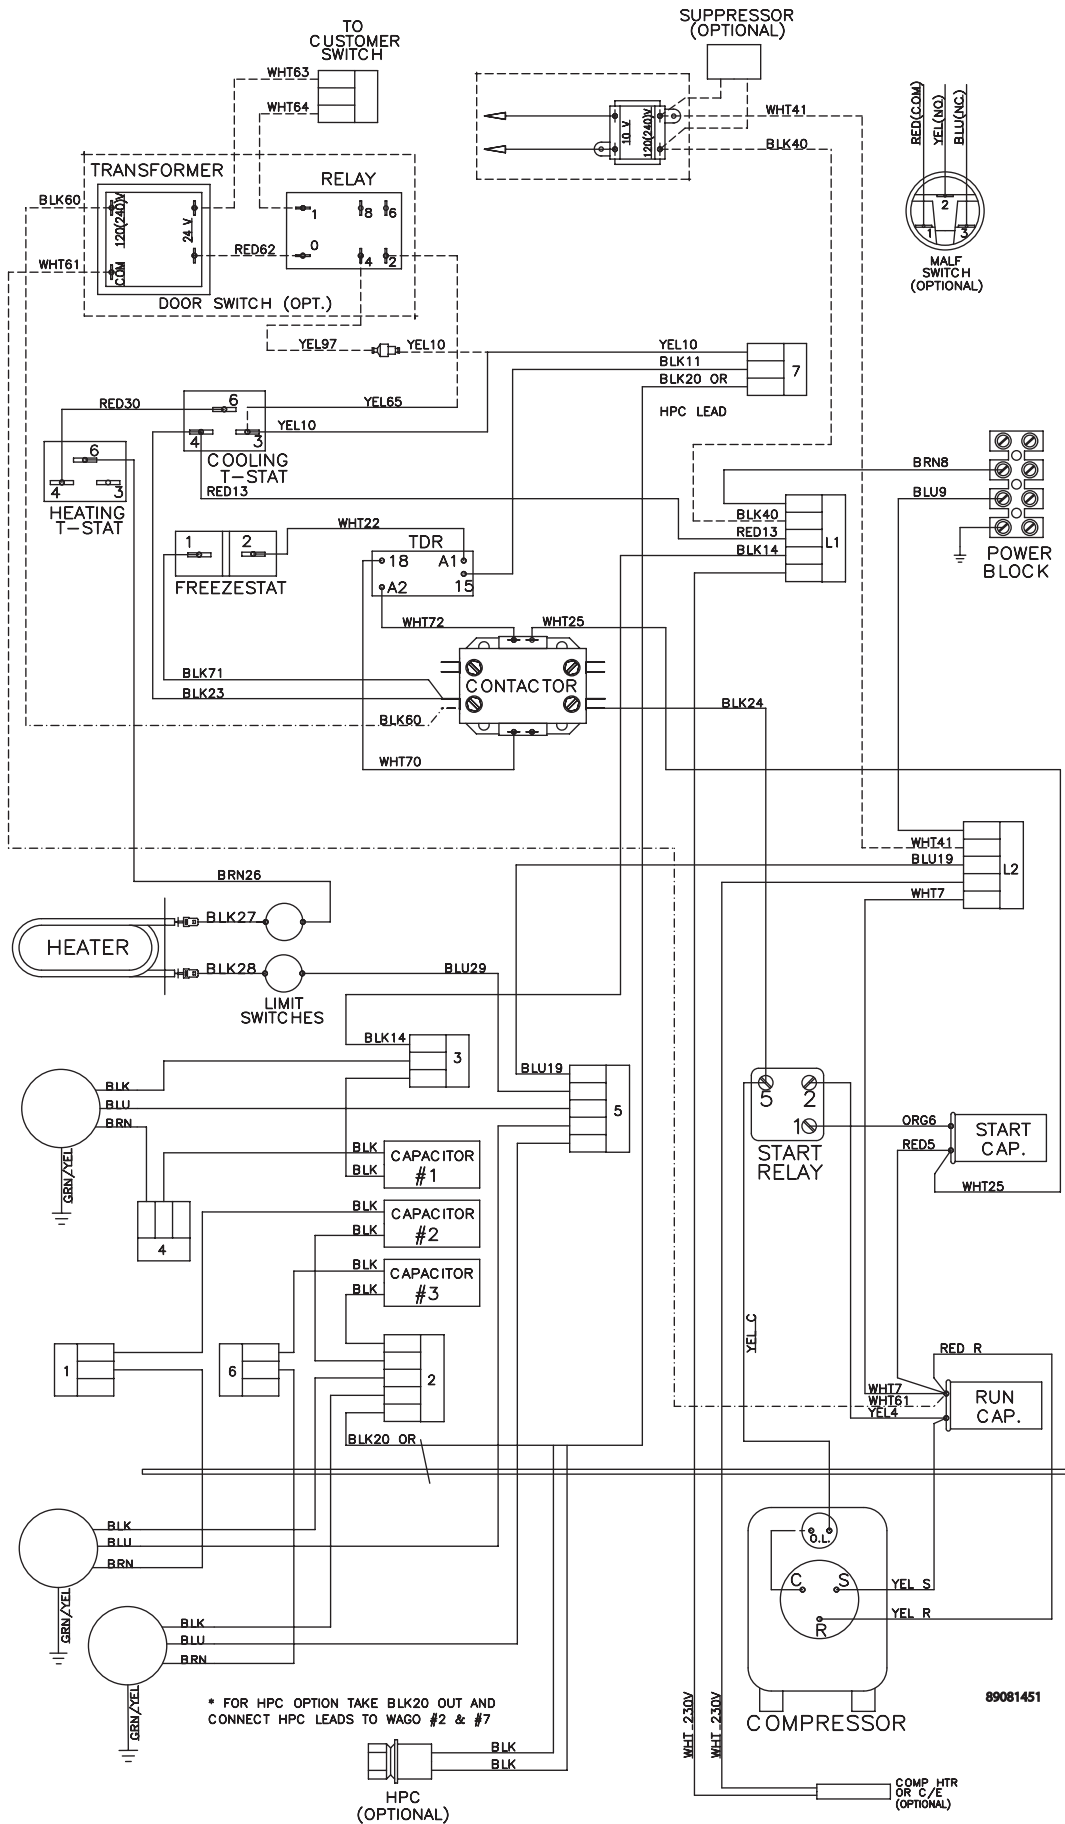 TO
CUSTOMER
SWITCH
SUPPRESSOR
(OPTIONAL)
WHT63
WHT64
10 V
120(240)V
WHT41
BLK40
RED(COM)
YEL(NO)
BLU(NC.)
2
1
3
MALF
SWITCH
(OPTIONAL)
TRANSFORMER
RELAY
BLK60
120(240)V
24 V
COM
1
8
6
0
4
2
RED62
WHT61
DOOR SWITCH (OPT.)
YEL97
YEL10
YEL10
BLK11
BLK20 OR
7
HPC LEAD
RED30
6
4
3
YEL65
YEL10
COOLING
T-STAT
6
4
3
HEATING
T-STAT
RED13
BRN8
BLU9
POWER
BLOCK
BLK40
RED13
BLK14
L1
WHT22
1
2
FREEZESTAT
TDR
18
A1
A2
15
WHT72
WHT25
CONTACTOR
BLK71
BLK23
BLK60
BLK24
WHT70
WHT41
BLU19
WHT7
L2
BRN26
HEATER
BLK27
BLK28
BLU29
LIMIT
SWITCHES
BLK14
3
BLU19
5
BLK
BLU
BRN
GRN/YEL
5
2
1
START
RELAY
ORG6
RED5
START
CAP.
WHT25
BLK
BLK
CAPACITOR
#1
4
BLK
BLK
CAPACITOR
#2
BLK
BLK
CAPACITOR
#3
1
6
2
YEL C
RED R
WHT7
WHT61
YEL4
RUN
CAP.
BLK20 OR
BLK
BLU
BRN
GRN/YEL
O.L.
C
S
R
YEL S
YEL R
BLK
BLU
BRN
GRN/YEL
* FOR HPC OPTION TAKE BLK20 OUT AND
CONNECT HPC LEADS TO WAGO #2 & #7
WHT 230V
WHT 230V
COMPRESSOR
89081451
BLK
BLK
HPC
(OPTIONAL)
COMP HTR
OR C/E
(OPTIONAL)